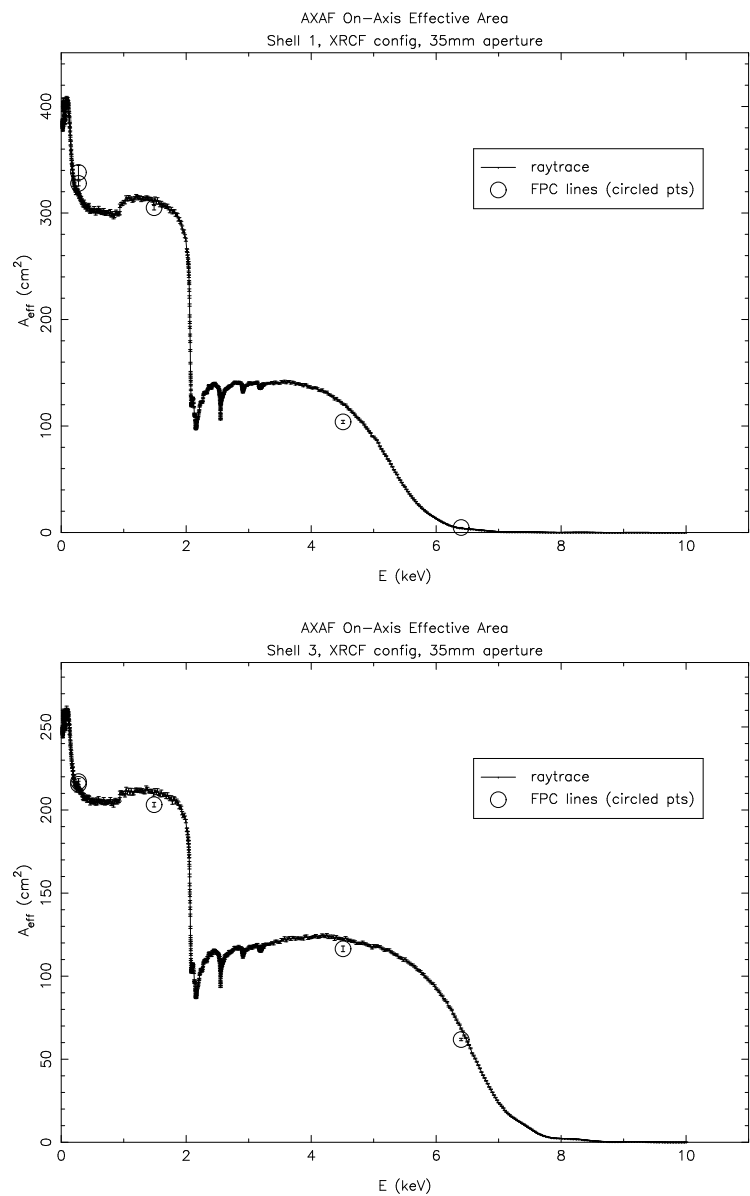 AXAF On-Axis Effective Area
Shell 1, XRCF config, 35mm aperture
400
300
200
100
0
Aeff (cm2)
raytrace
FPC lines (circled pts)
0 2 4 6 8 10
E (keV)
AXAF On-Axis Effective Area
Shell 3, XRCF config, 35mm aperture
250
200
150
100
50
0
Aeff (cm2)
raytrace
FPC lines (circled pts)
0 2 4 6 8 10
E (keV)